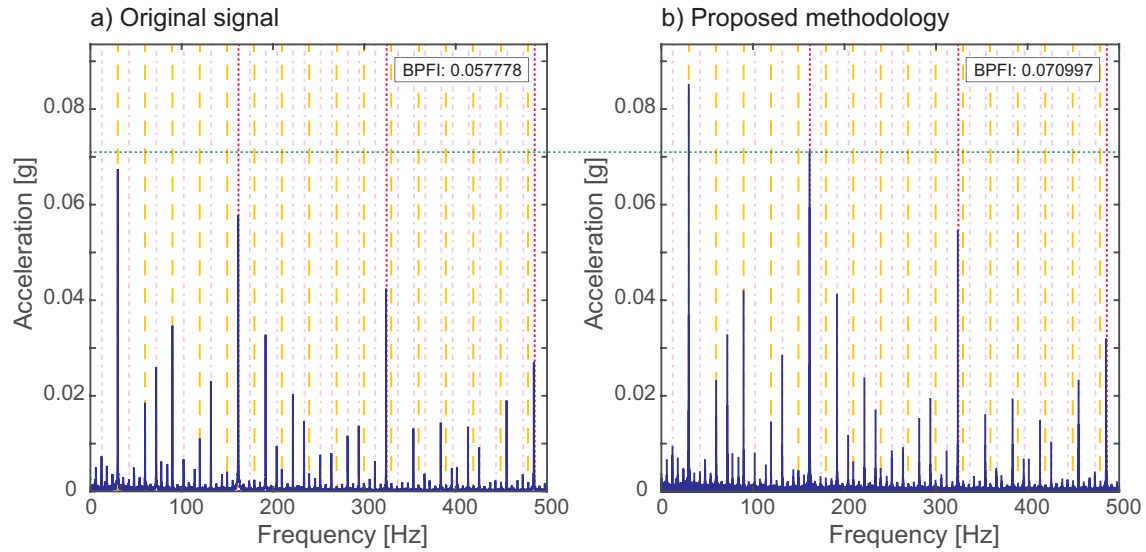 a) Original signal
BPFI: 0.057778
0.08
0.06
0.04
0.02
0
Acceleration [g]
0 100 200 300 400 500
Frequency [Hz]
b) Proposed methodology
BPFI: 0.070997
0.08
0.06
0.04
0.02
0
Acceleration [g]
0 100 200 300 400 500
Frequency [Hz]